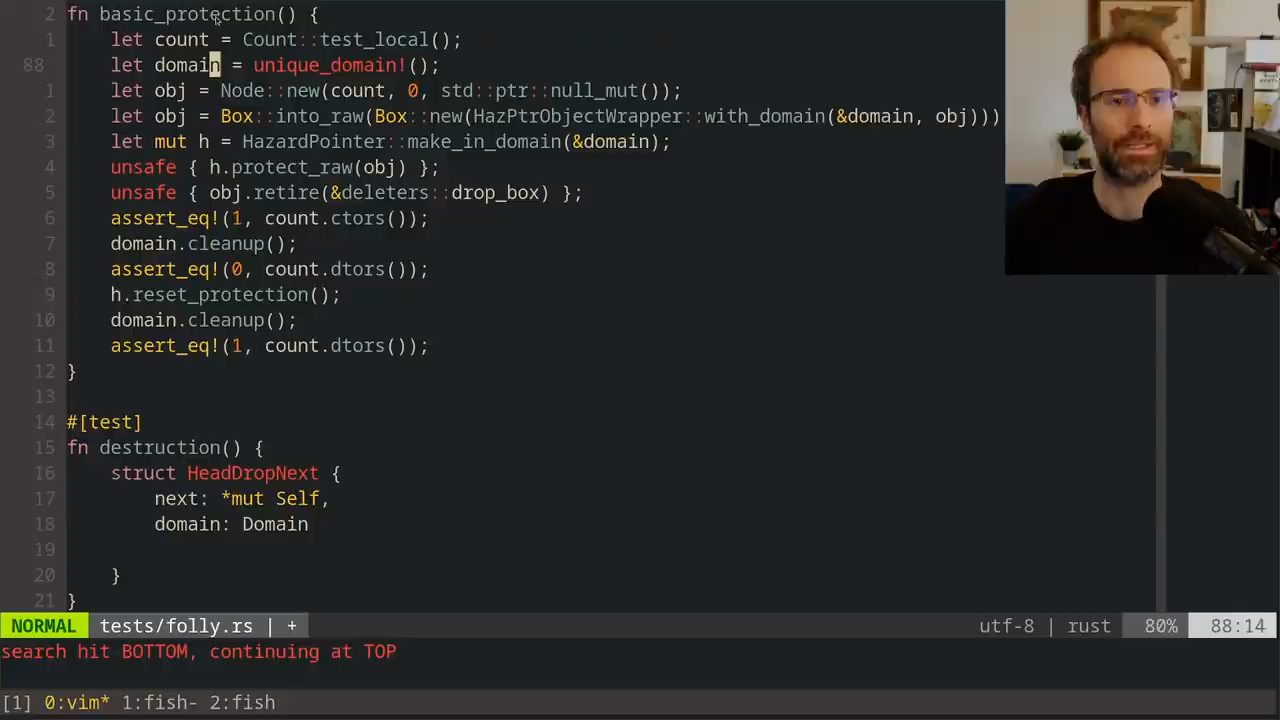 2 fn basic_protection() {
1 let count = Count::test_local();
88 let domain = unique_domain!();
1 let obj = Node::new(count, 0, std::ptr::null_mut());
2 let obj = Box::into_raw(Box::new(HazPtrObjectWrapper::with_domain(&domain, obj)))
3 let mut h = HazardPointer::make_in_domain(&domain);
4 unsafe { h.protect_raw(obj) };
5 unsafe { obj.retire(&deleters::drop_box) };
6 assert_eq!(1, count.ctors());
7 domain.cleanup();
8 assert_eq!(0, count.dtors());
9 h.reset_protection();
10 domain.cleanup();
11 assert_eq!(1, count.dtors());
12 }
13
14 #[test]
15 fn destruction() {
16 struct HeadDropNext {
17 next: *mut Self,
18 domain: Domain
19
20 }
21 }
NORMAL tests/folly.rs | + utf-8 | rust 80% 88:14
search hit BOTTOM, continuing at TOP
[1] 0:vim* 1:fish- 2:fish